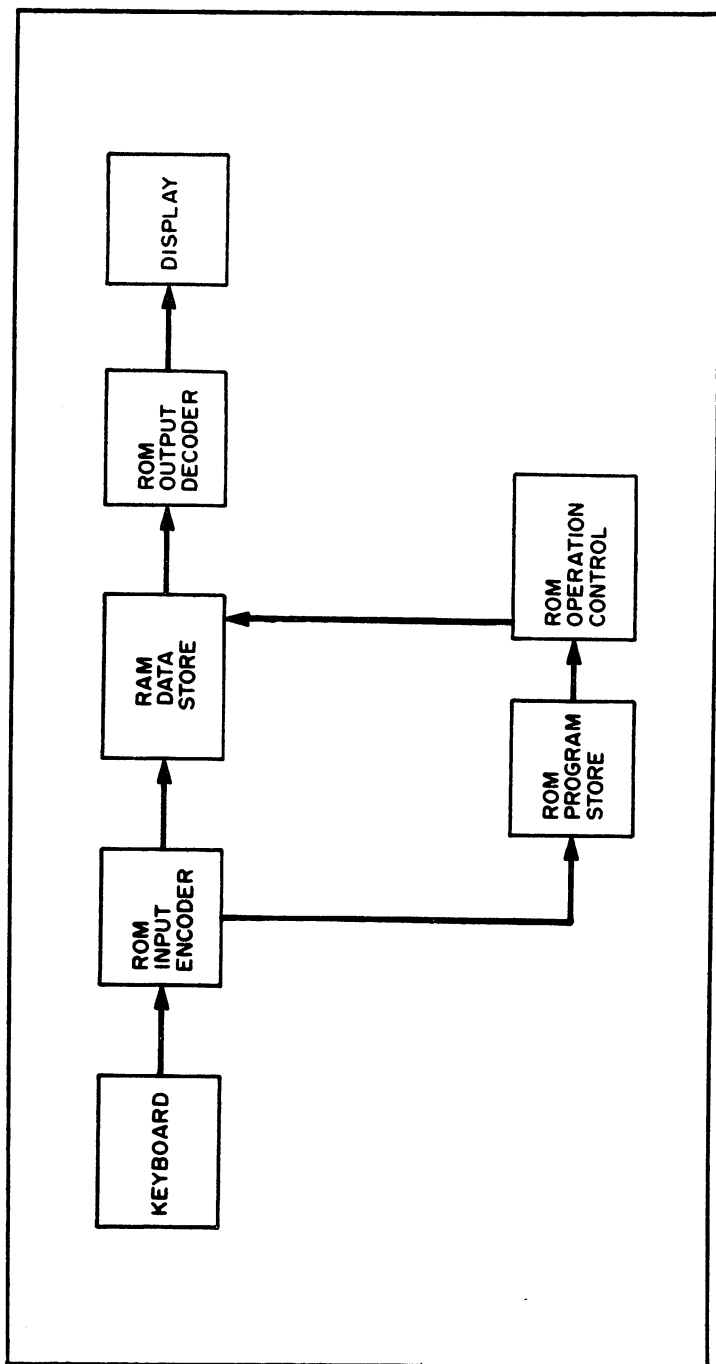 KEYBOARD
ROM
INPUT
ENCODER
RAM
DATA
STORE
ROM
OUTPUT
DECODER
DISPLAY
ROM
PROGRAM
STORE
ROM
OPERATION
CONTROL